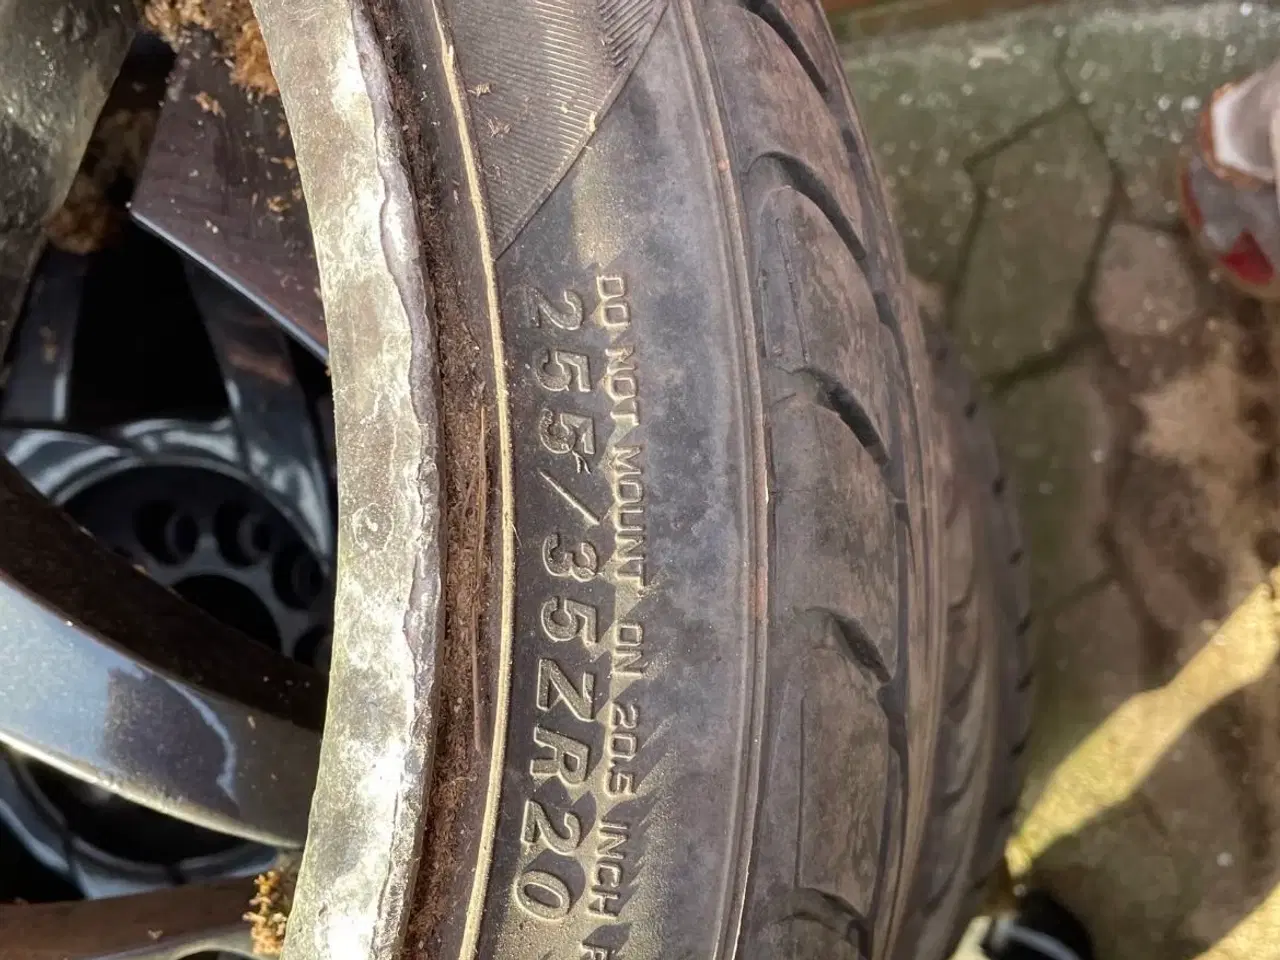 DO NOT MOUNT ON 20.5 INCH
255/35ZR20